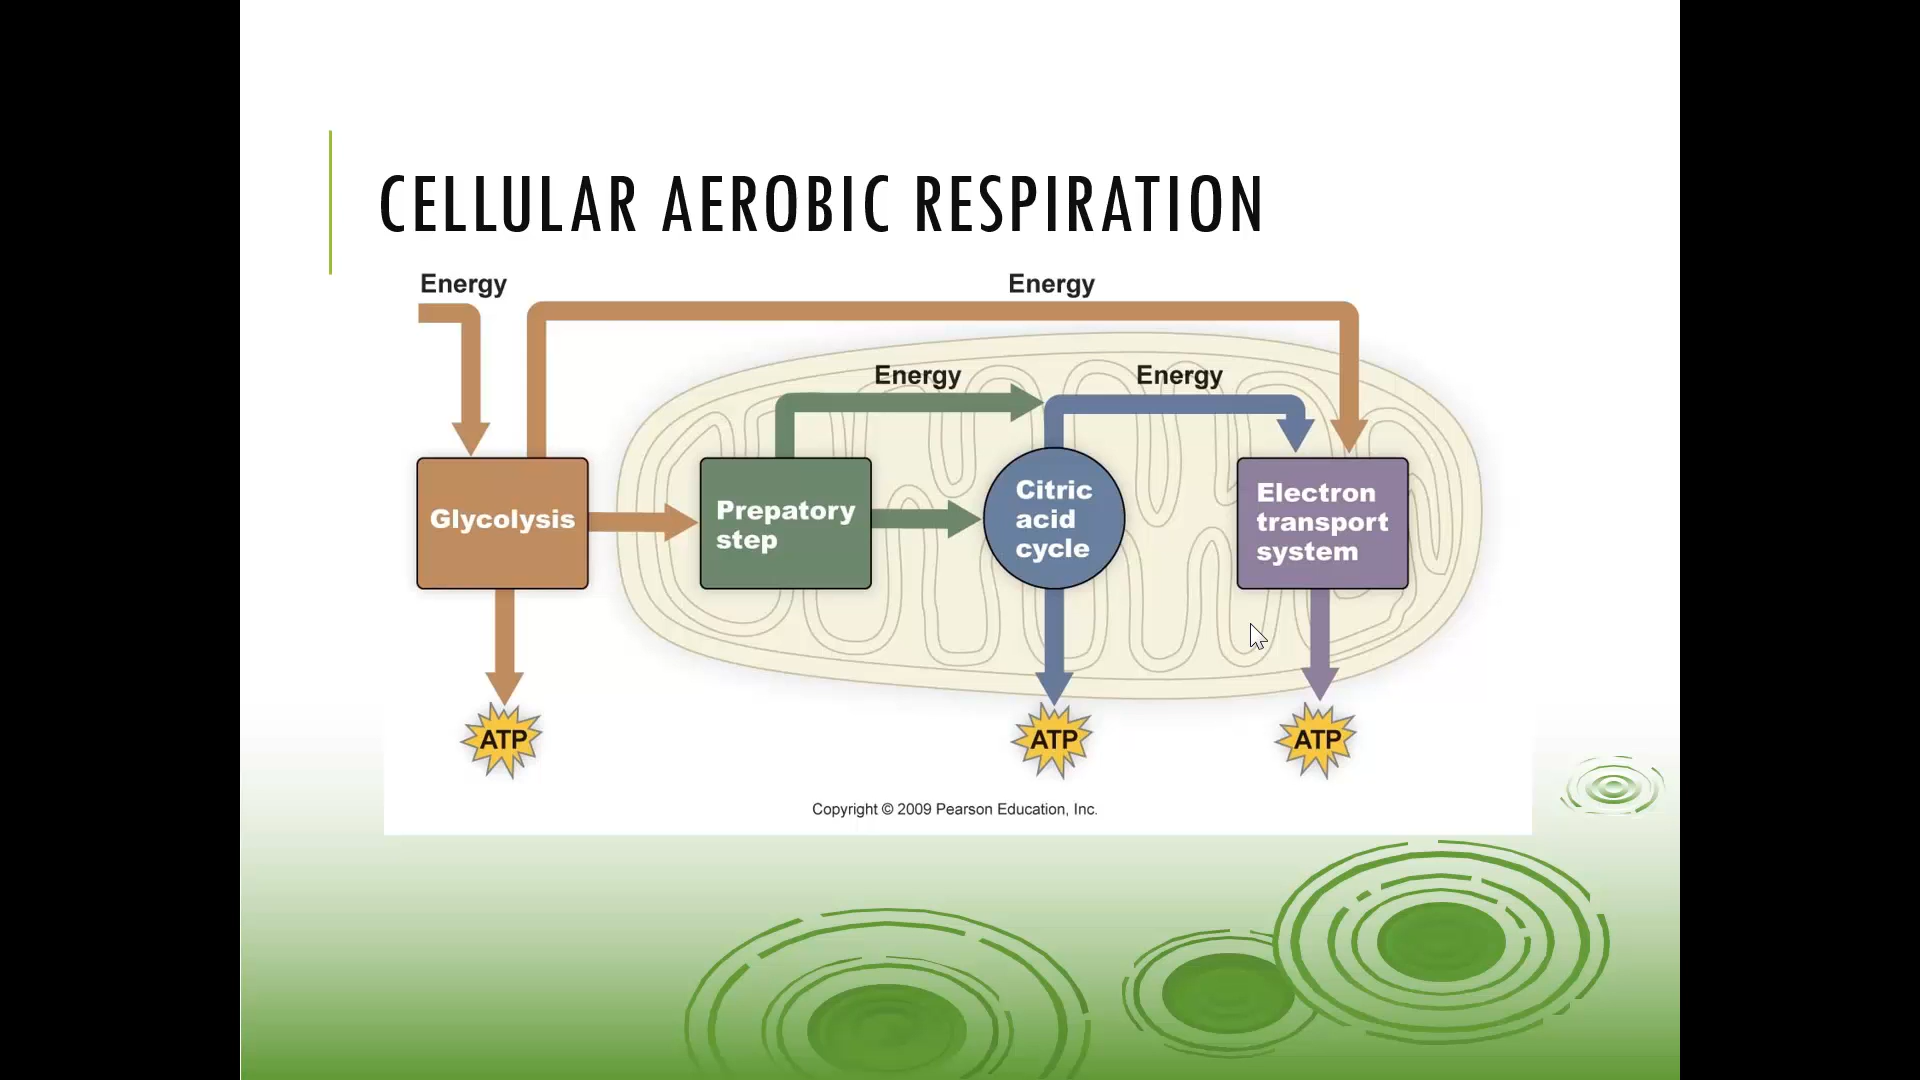 CELLULAR AEROBIC RESPIRATION
Energy
Energy
Energy
Energy
Glycolysis
Prepatory
step
Citric
acid
cycle
Electron
transport
system
ATP
ATP
ATP
Copyright © 2009 Pearson Education, Inc.